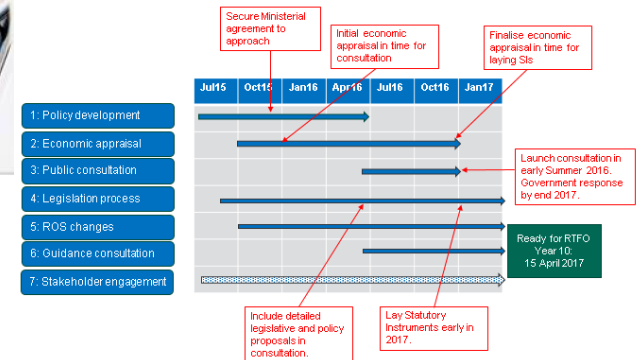 Secure Ministerial
agreement to
approach
Initial economic
appraisal in time for
consultation
Finalise economic
appraisal in time for
laying SIs
Jul15 Oct15 Jan16 Apr16 Jul16 Oct16 Jan17
1: Policy development
2: Economic appraisal
3: Public consultation
4: Legislation process
5: ROS changes
6: Guidance consultation
7: Stakeholder engagement
Launch consultation in
early Summer 2016.
Government response
by end 2017.
Ready for RTFO
Year 10:
15 April 2017
Include detailed
legislative and policy
proposals in
consultation.
Lay Statutory
Instruments early in
2017.